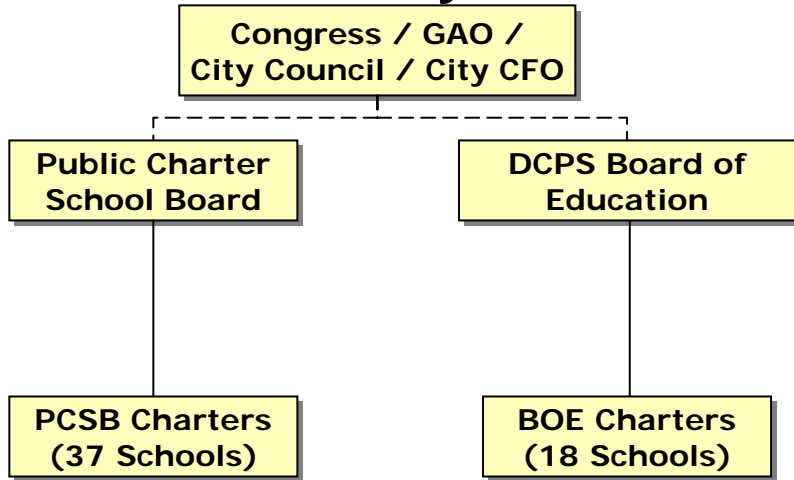 Congress / GAO /
City Council / City CFO
Public Charter
School Board
DCPS Board of
Education
PCSB Charters
(37 Schools)
BOE Charters
(18 Schools)